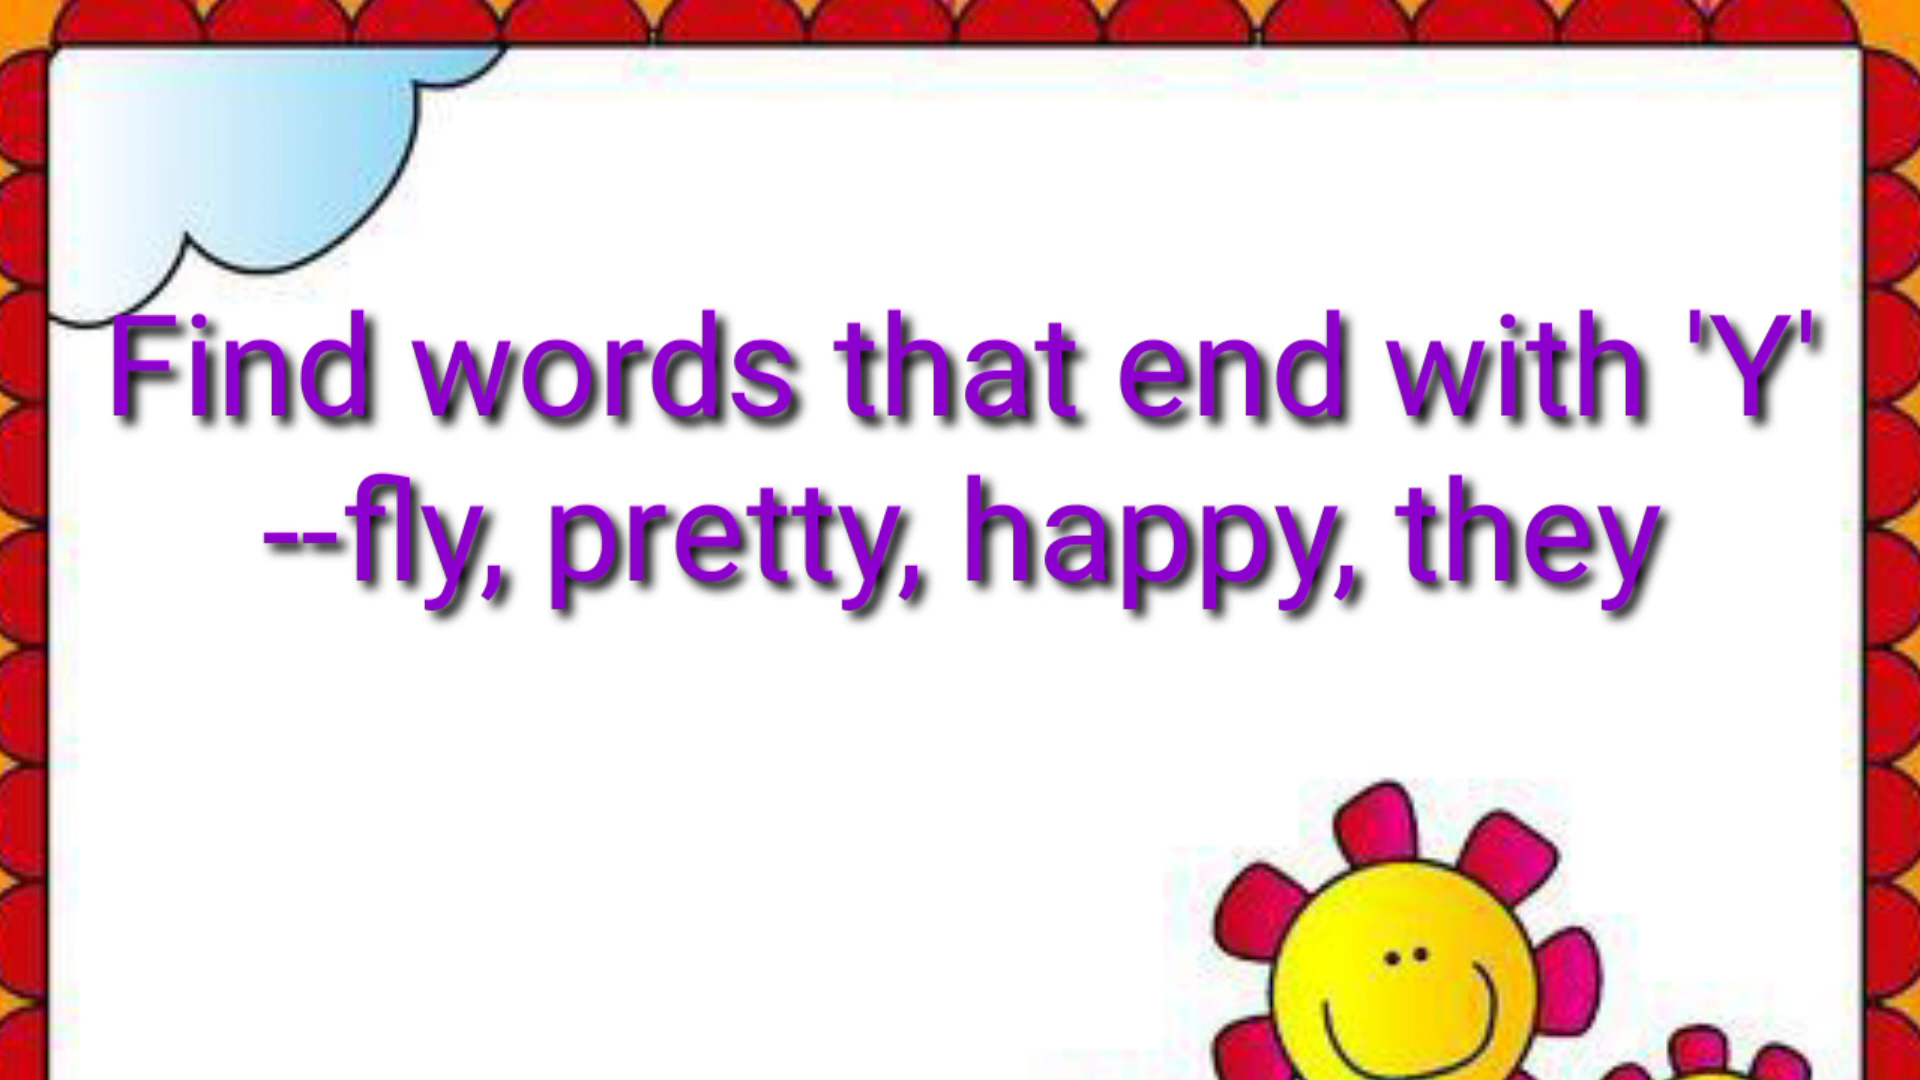 Find words that end with 'Y'
--fly, pretty, happy, they